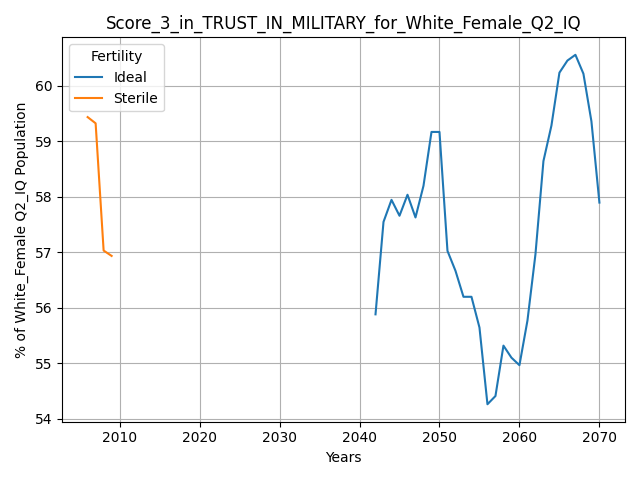 Score_3_in_TRUST_IN_MILITARY_for_White_Female_Q2_IQ
Fertility
Ideal
Sterile
% of White_Female Q2_IQ Population
60
59
58
57
56
55
54
2010 2020 2030 2040 2050 2060 2070
Years